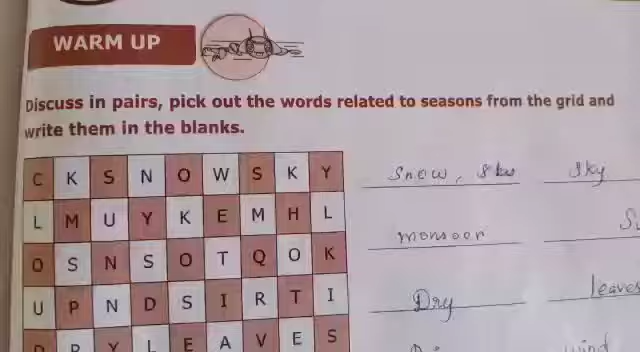 WARM UP
Discuss in pairs, pick out the words related to seasons from the grid and
write them in the blanks.
C K S N O W S K Y
L M U Y K E M H L
O S N S O T Q O K
U P N D S I R T I
D R Y L E A V E S
Snow, sky
monsoon
Dry leaves
wind